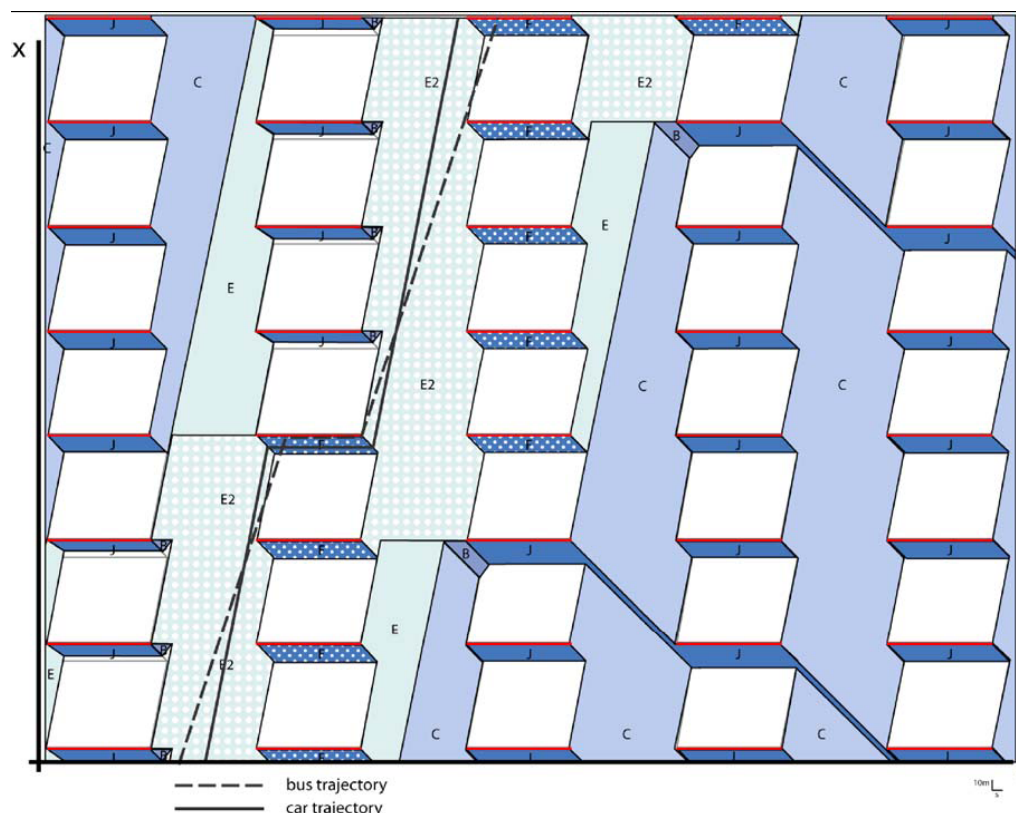 J J B F F J
X
C E2 E2 C
J J B F B J J
C
E
J J B F J J
E
J J B F J J
E2 C C
J F F J J
E2
J B F B J J J
E
J B F J J J
E2
E
C C C
J B F J J J
bus trajectory
10m
s
car trajectory